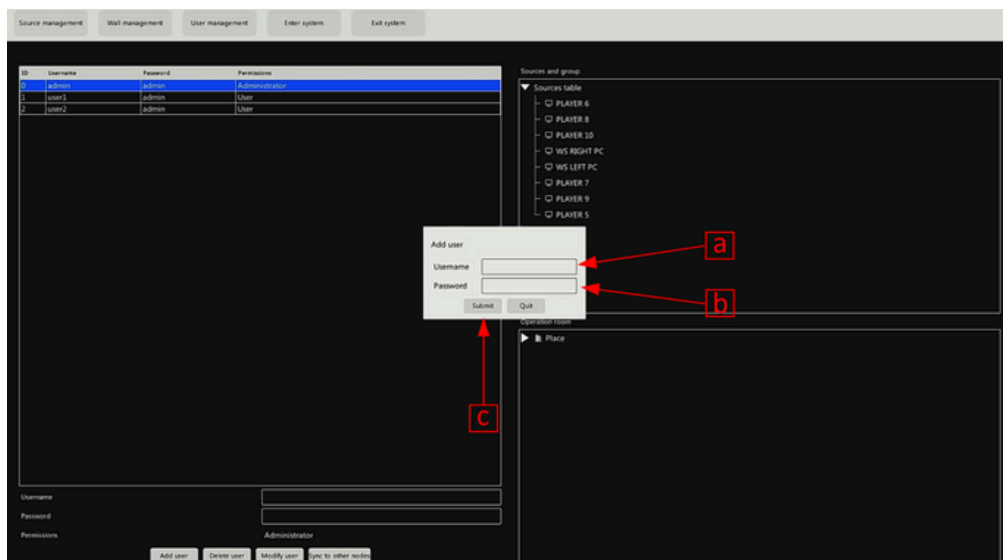 Source management Wall management User management Enter system Exit system
Sources and group
ID Username Password Permissions
0 admin admin Administrator
1 user1 admin User
2 user2 admin User
Sources table
PLAYER 6
PLAYER 8
PLAYER 10
WS RIGHT PC
WS LEFT PC
PLAYER 7
PLAYER 9
PLAYER 5
Add user
Username
Password
Submit Quit
a
b
c
Operation room
Place
Username
Password
Permissions Administrator
Add user Delete user Modify user Sync to other nodes